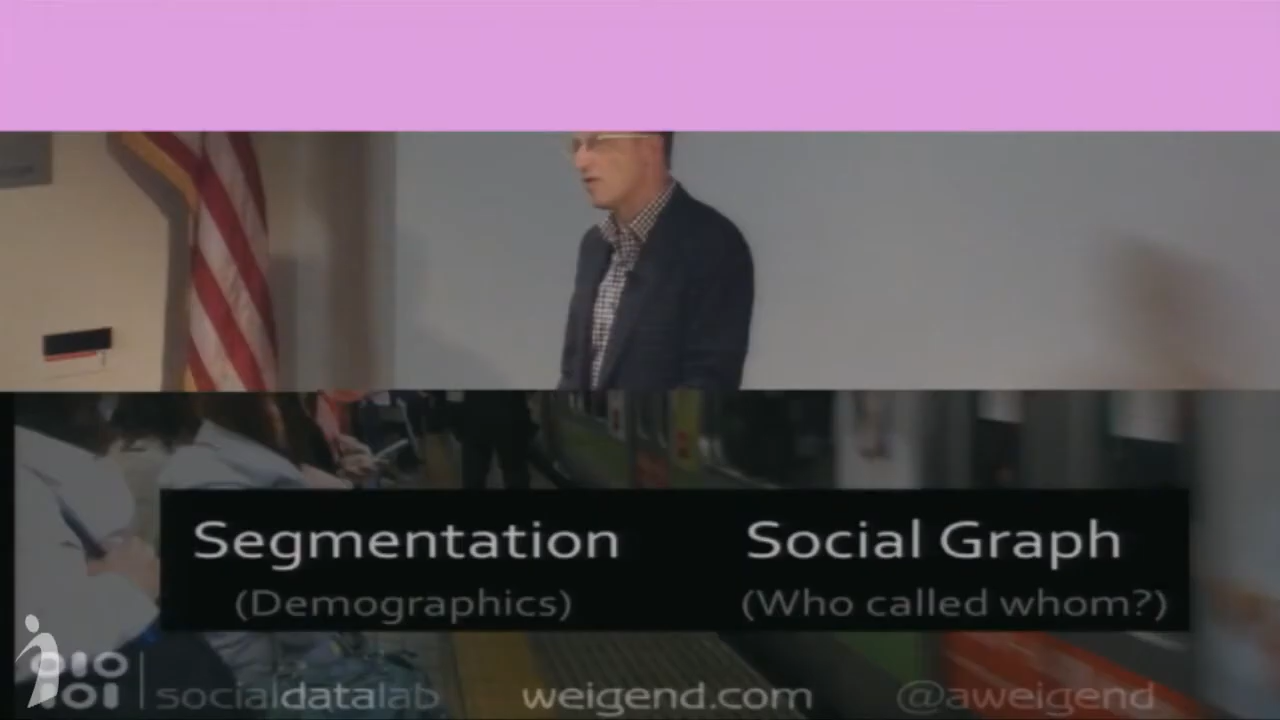 Segmentation Social Graph
(Demographics) (Who called whom?)
socialdatalab weigend.com @aweigend